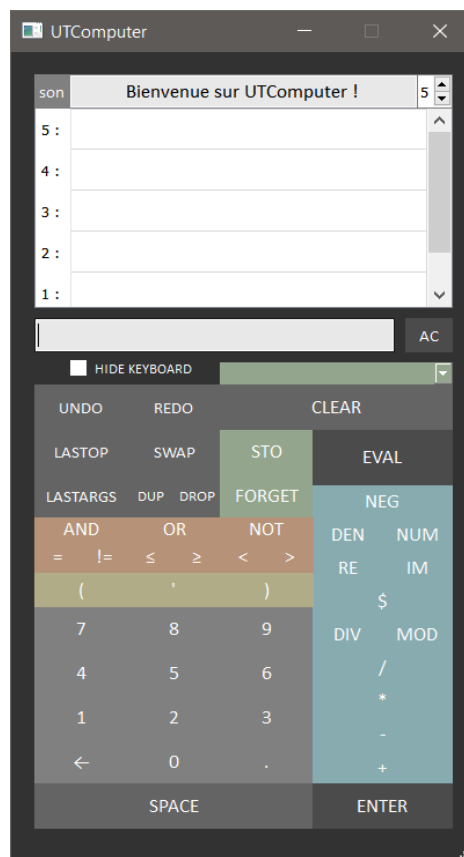 UTComputer
son Bienvenue sur UTComputer ! 5
5 :
4 :
3 :
2 :
1 :
AC
HIDE KEYBOARD
UNDO REDO CLEAR
LASTOP SWAP STO EVAL
LASTARGS DUP DROP FORGET NEG
AND OR NOT DEN NUM
= != ≤ ≥ < > RE IM
( ' ) $
7 8 9 DIV MOD
4 5 6 /
*
1 2 3 -
← 0 . +
SPACE ENTER